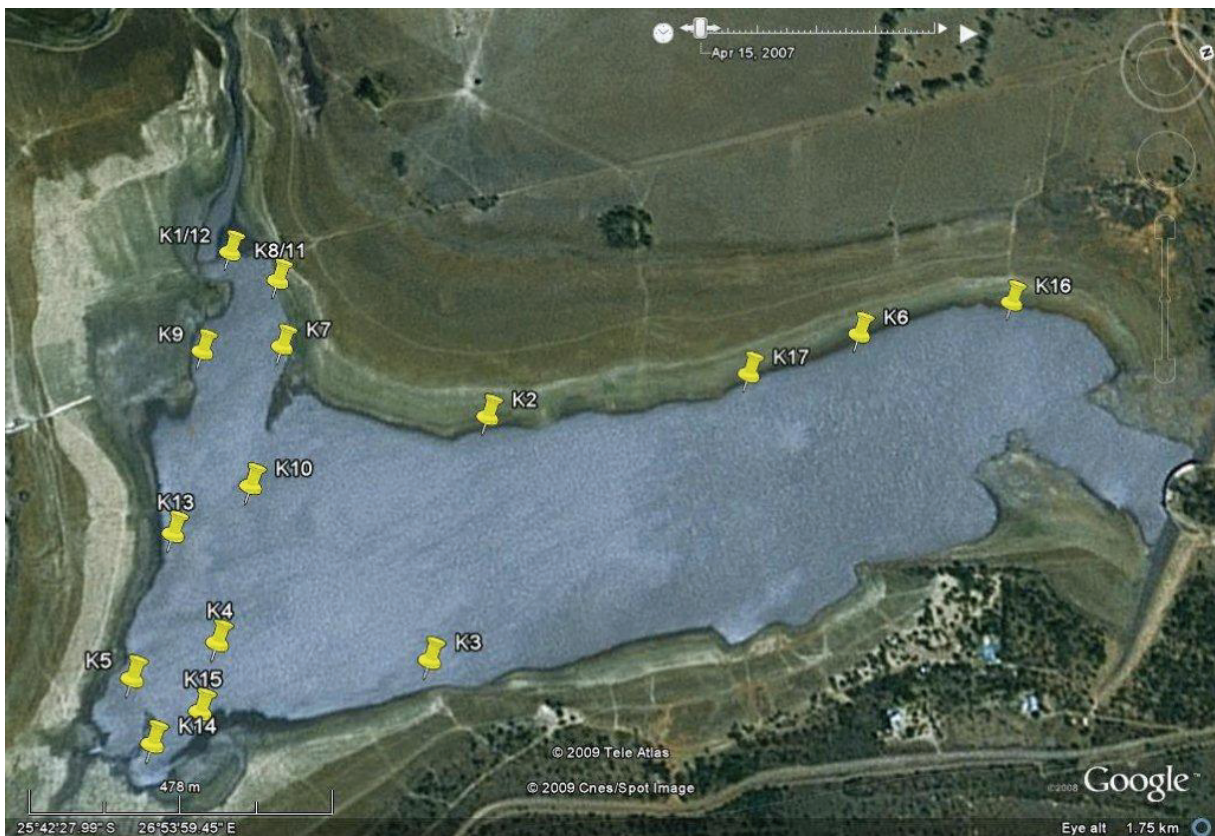 Apr 15, 2007
N
K1/12
K8/11
K16
K6
K9
K7
K17
K2
K10
K13
K4
K3
K5
K15
K14
© 2009 Tele Atlas
478 m
© 2009 Cnes/Spot Image
©2008 Google™
25°42'27.99" S 26°53'59.45" E
Eye alt 1.75 km